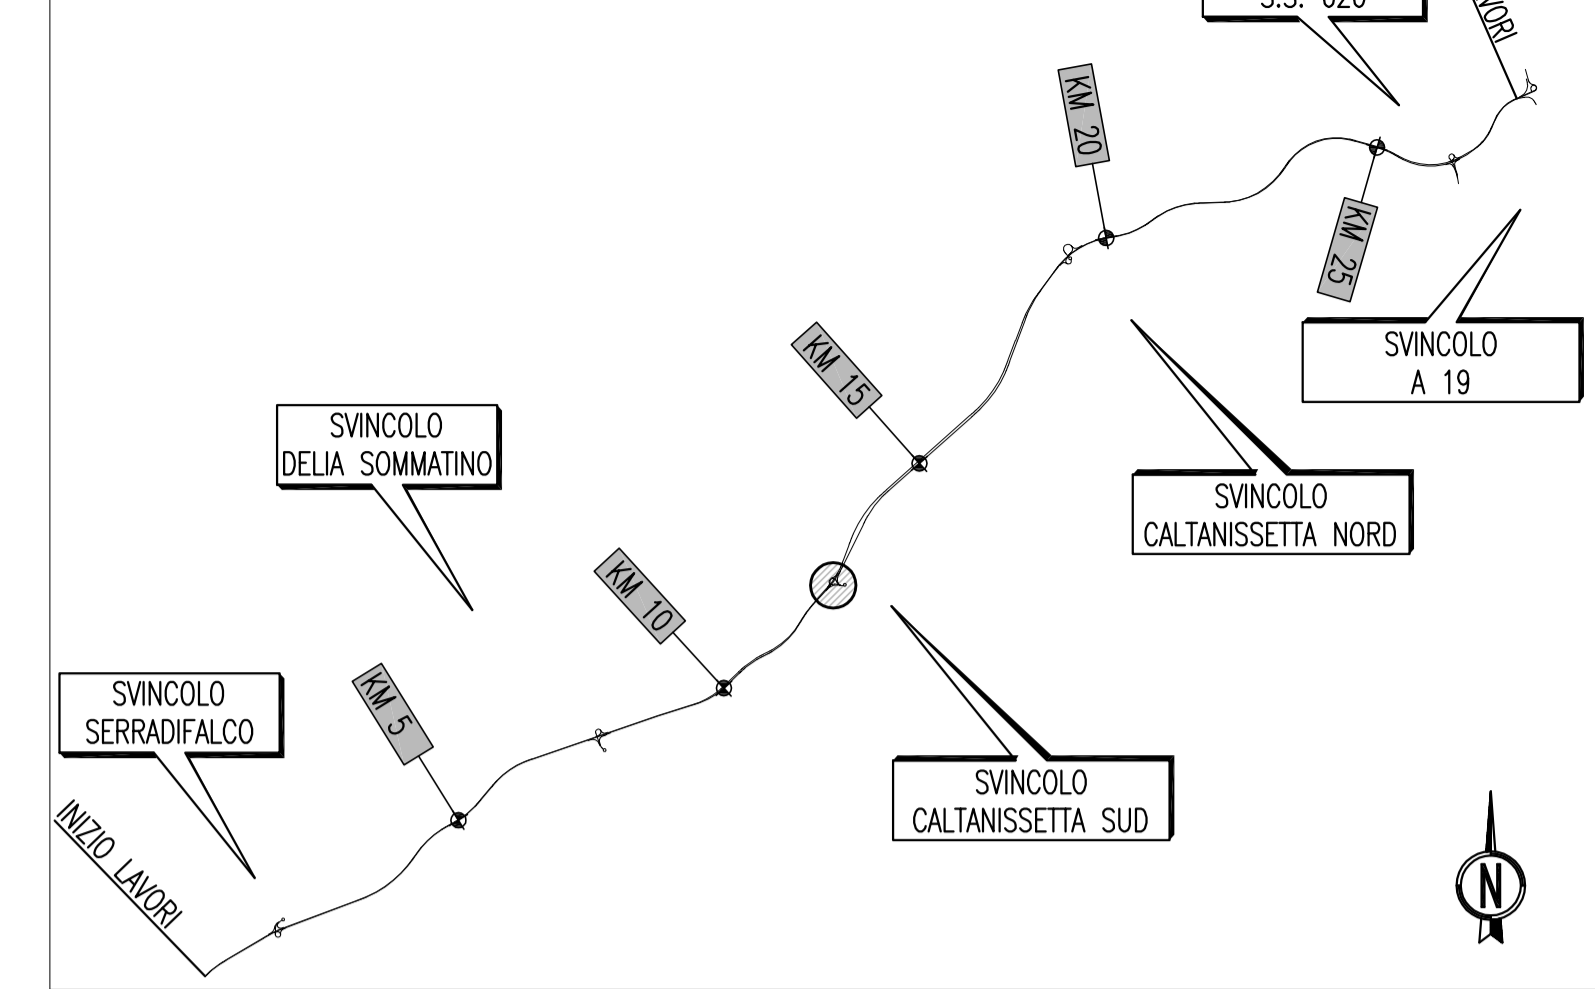 S.S. 626
KM 20
KM 25
SVINCOLO
A 19
KM 15
SVINCOLO
DELIA SOMMATINO
SVINCOLO
CALTANISSETTA NORD
KM 10
KM 5
SVINCOLO
SERRADIFALCO
SVINCOLO
CALTANISSETTA SUD
INIZIO LAVORI
N